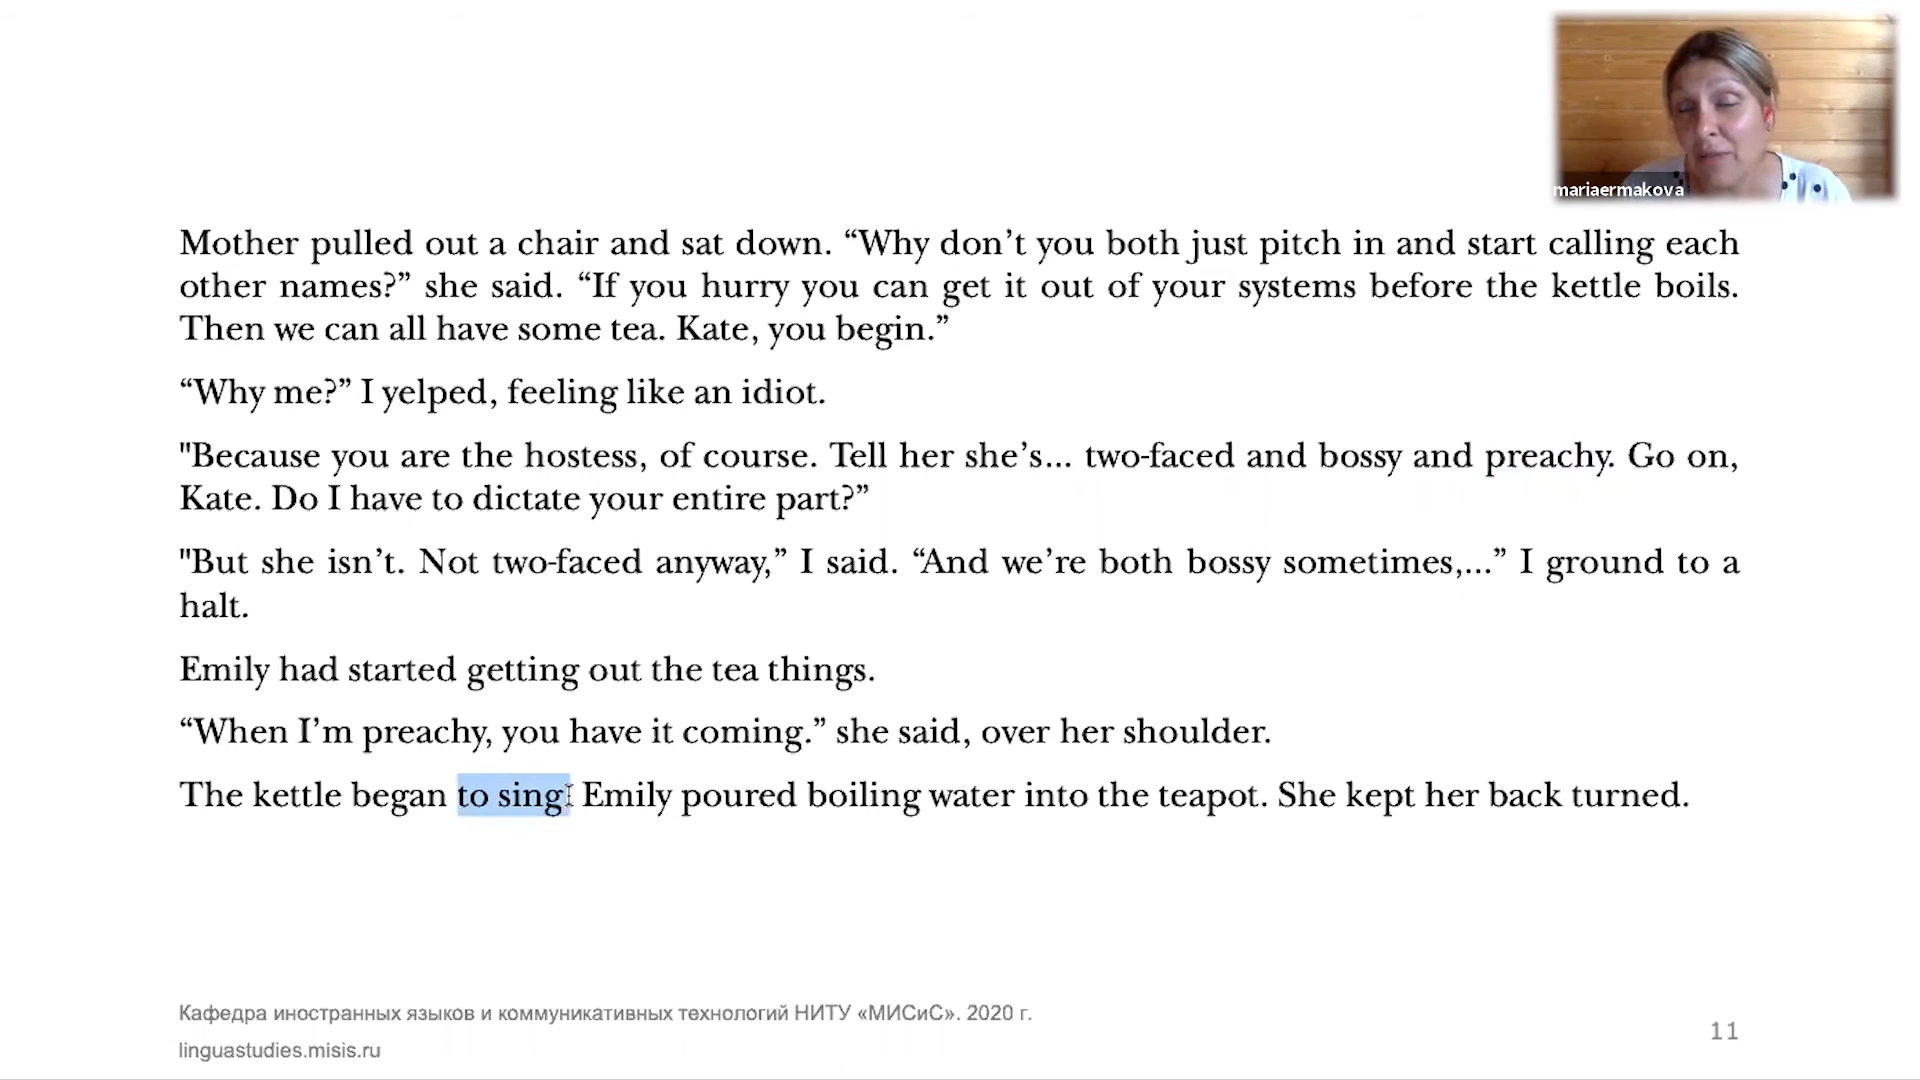 mariaermakova
Mother pulled out a chair and sat down. “Why don’t you both just pitch in and start calling each
other names?” she said. “If you hurry you can get it out of your systems before the kettle boils.
Then we can all have some tea. Kate, you begin.”
“Why me?” I yelped, feeling like an idiot.
"Because you are the hostess, of course. Tell her she’s... two-faced and bossy and preachy. Go on,
Kate. Do I have to dictate your entire part?”
"But she isn’t. Not two-faced anyway,” I said. “And we’re both bossy sometimes,...” I ground to a
halt.
Emily had started getting out the tea things.
“When I’m preachy, you have it coming.” she said, over her shoulder.
The kettle began to sing. Emily poured boiling water into the teapot. She kept her back turned.
Кафедра иностранных языков и коммуникативных технологий НИТУ «МИСиС». 2020 г.
linguastudies.misis.ru
11